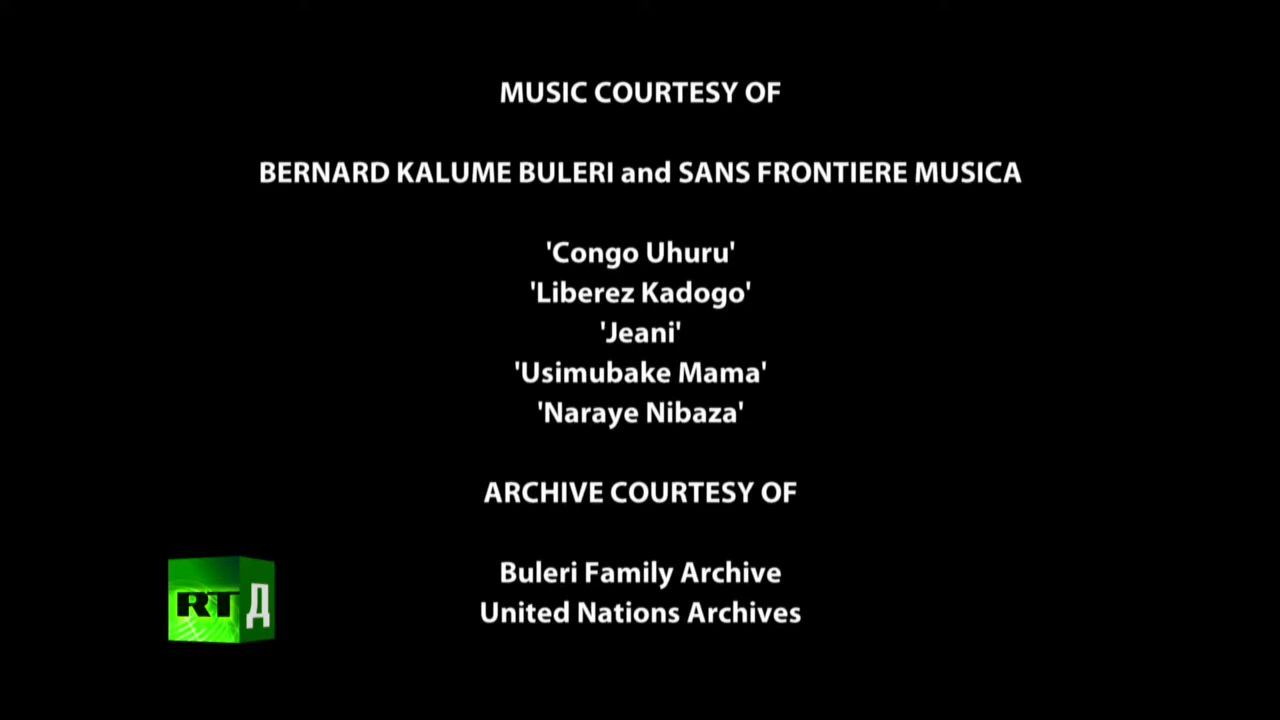 MUSIC COURTESY OF
BERNARD KALUME BULERI and SANS FRONTIERE MUSICA
'Congo Uhuru'
'Liberez Kadogo'
'Jeani'
'Usimubake Mama'
'Naraye Nibaza'
ARCHIVE COURTESY OF
Buleri Family Archive
United Nations Archives
RT Д